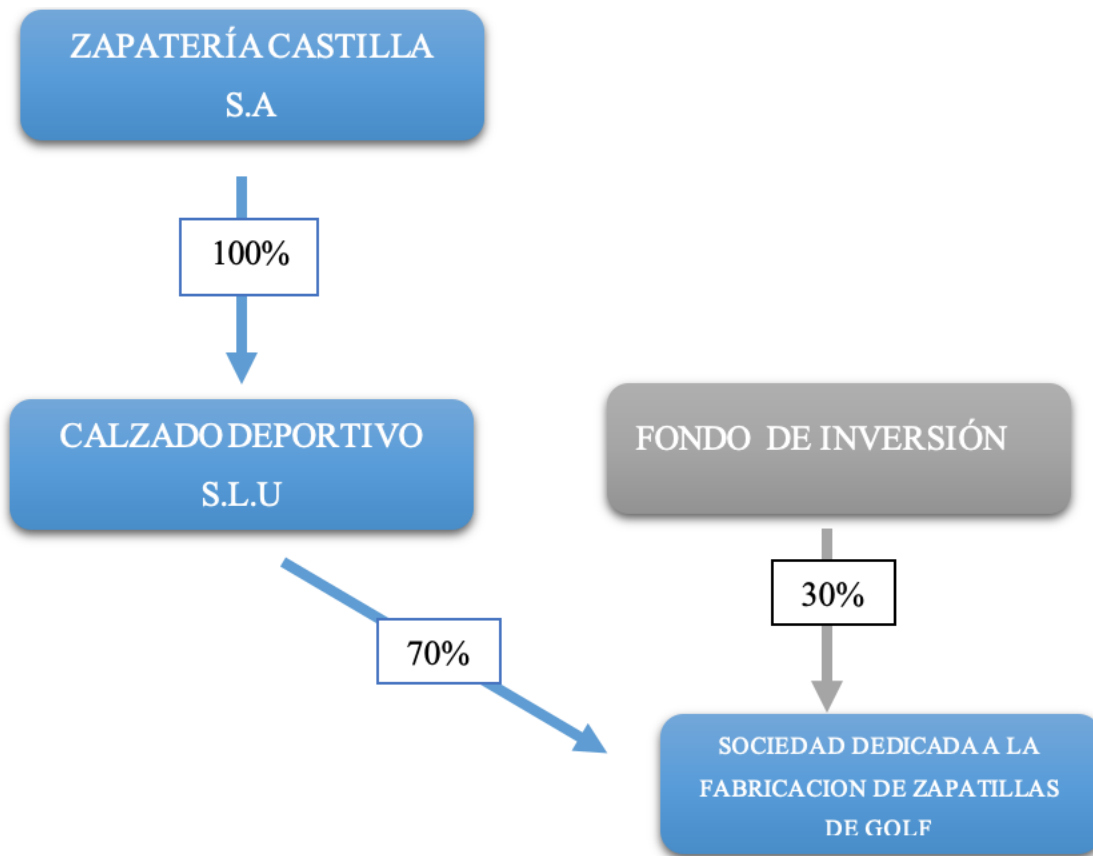 ZAPATERÍA CASTILLA
S.A
100%
CALZADO DEPORTIVO
S.L.U
FONDO DE INVERSIÓN
30%
70%
SOCIEDAD DEDICADA A LA
FABRICACION DE ZAPATILLAS
DE GOLF